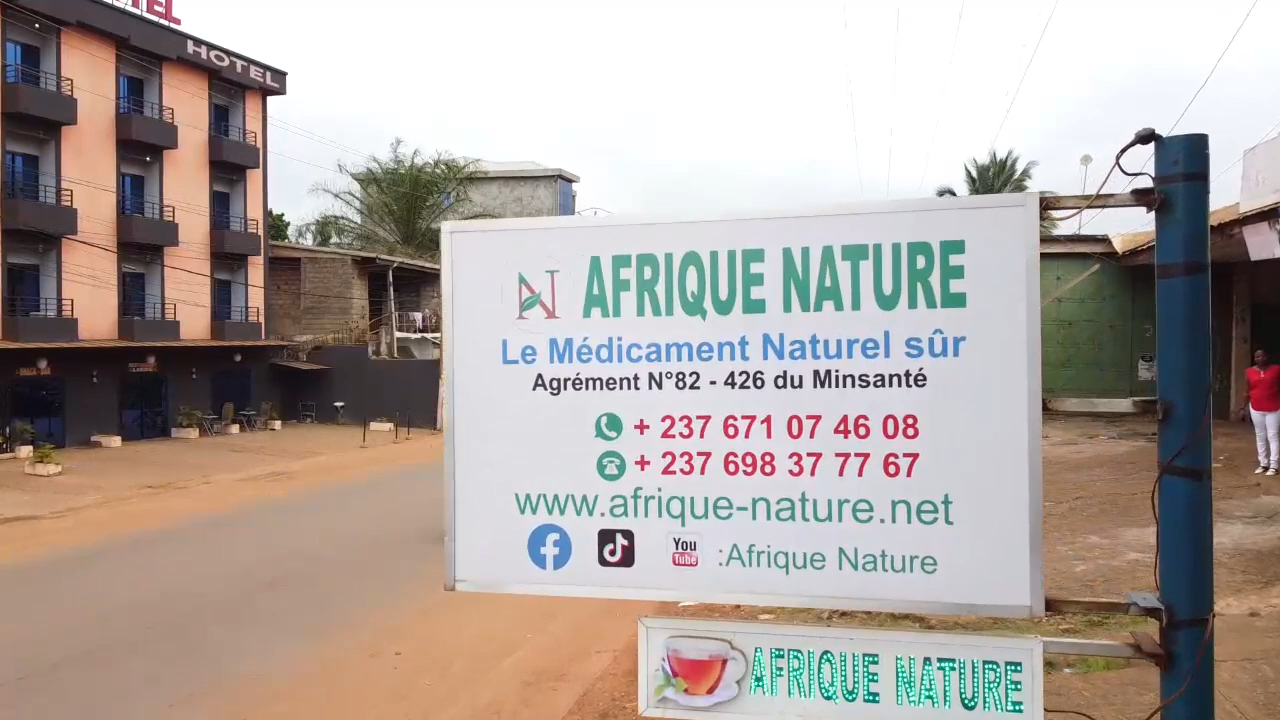 HOTEL
AFRIQUE NATURE
Le Médicament Naturel sûr
Agrément N°82 - 426 du Minsanté
+ 237 671 07 46 08
+ 237 698 37 77 67
www.afrique-nature.net
You
Tube
:Afrique Nature
AFRIQUE NATURE